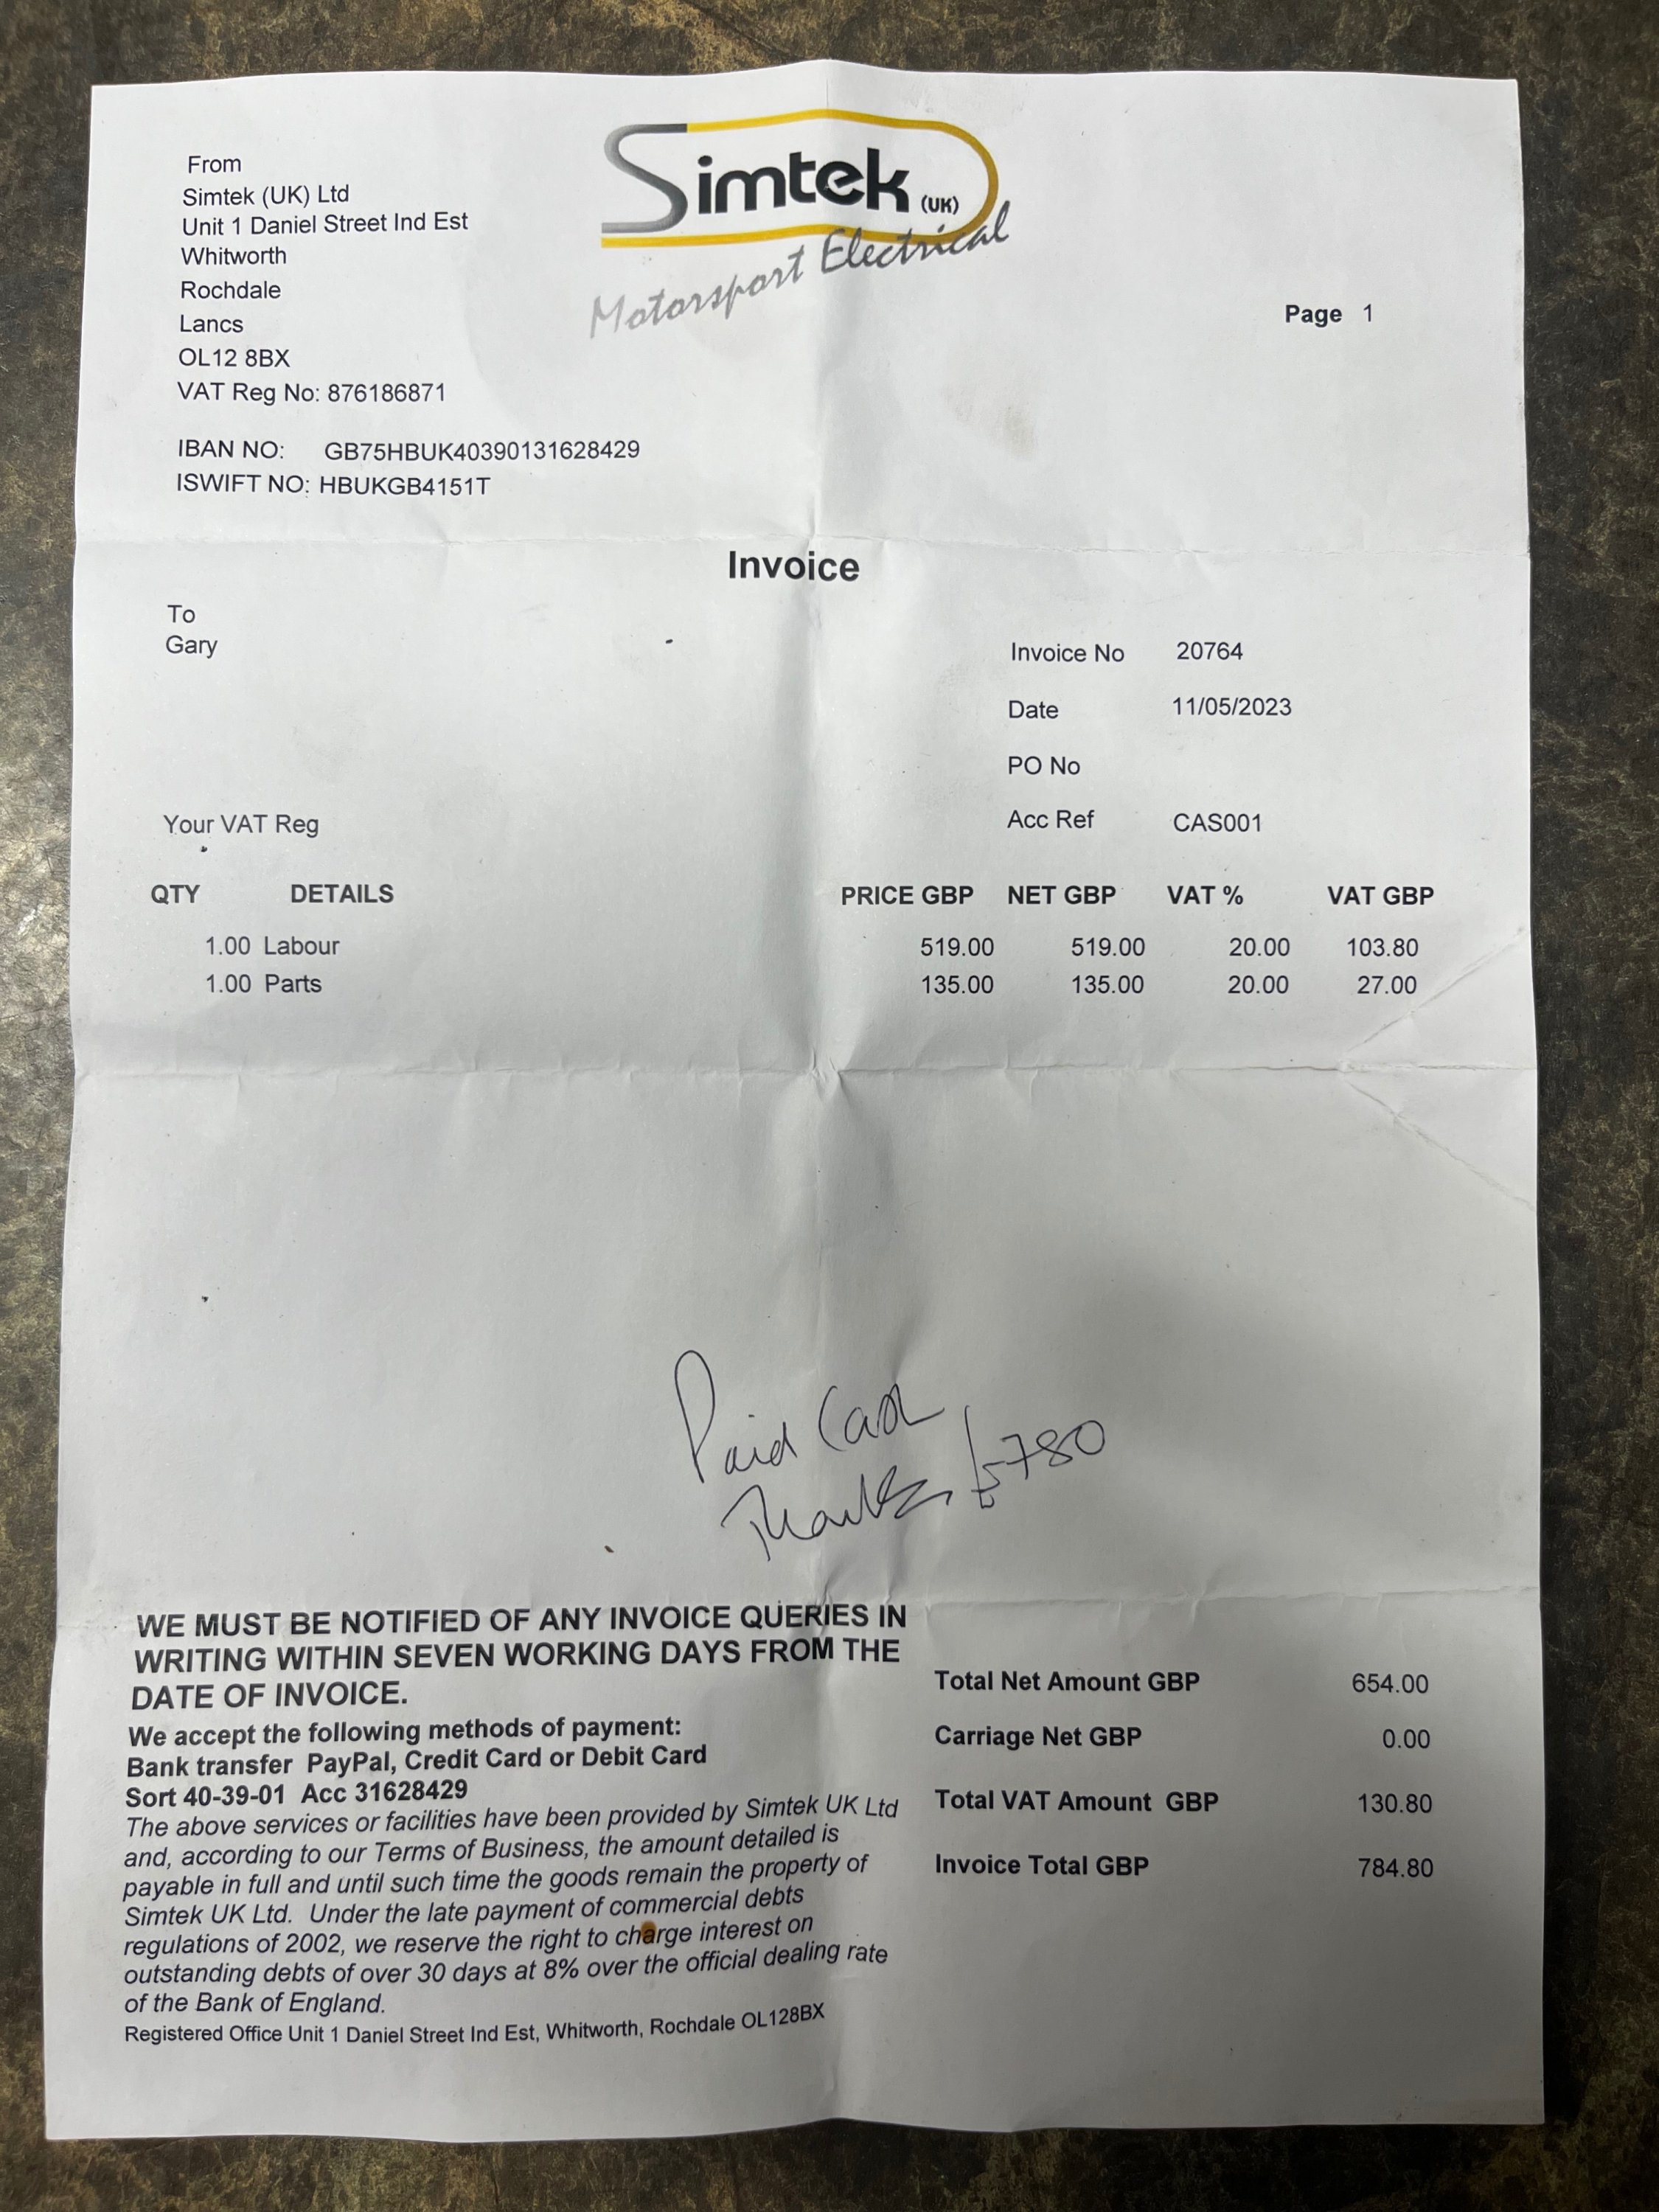 From
Simtek (UK) Ltd
Unit 1 Daniel Street Ind Est
Whitworth
Rochdale
Lancs
OL12 8BX
VAT Reg No: 876186871
IBAN NO: GB75HBUK40390131628429
ISWIFT NO: HBUKGB4151T
Simtek (UK)
Motorsport Electrical
Page 1
Invoice
To
Gary
Invoice No 20764
Date 11/05/2023
PO No
Your VAT Reg
Acc Ref CAS001
QTY DETAILS PRICE GBP NET GBP VAT % VAT GBP
1.00 Labour 519.00 519.00 20.00 103.80
1.00 Parts 135.00 135.00 20.00 27.00
Paid Cash
Thanks £780
WE MUST BE NOTIFIED OF ANY INVOICE QUERIES IN
WRITING WITHIN SEVEN WORKING DAYS FROM THE
DATE OF INVOICE.
We accept the following methods of payment:
Bank transfer PayPal, Credit Card or Debit Card
Sort 40-39-01 Acc 31628429
The above services or facilities have been provided by Simtek UK Ltd
and, according to our Terms of Business, the amount detailed is
payable in full and until such time the goods remain the property of
Simtek UK Ltd. Under the late payment of commercial debts
regulations of 2002, we reserve the right to charge interest on
outstanding debts of over 30 days at 8% over the official dealing rate
of the Bank of England.
Registered Office Unit 1 Daniel Street Ind Est, Whitworth, Rochdale OL128BX
Total Net Amount GBP 654.00
Carriage Net GBP 0.00
Total VAT Amount GBP 130.80
Invoice Total GBP 784.80